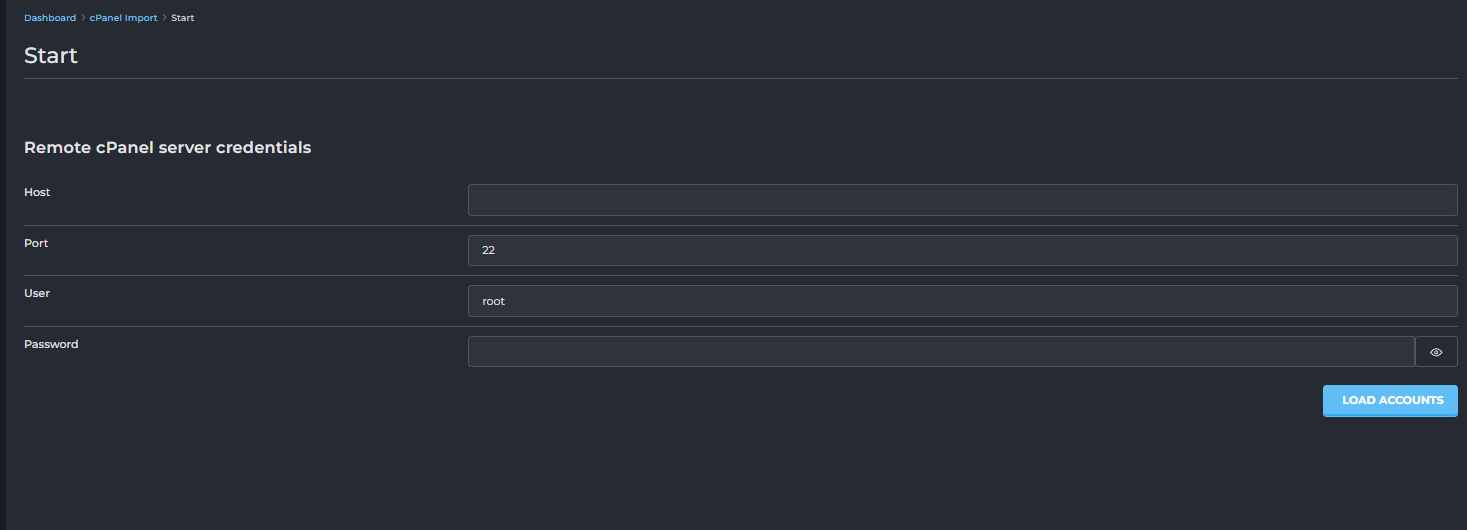 Dashboard > cPanel Import > Start
Start
Remote cPanel server credentials
Host
Port
22
User
root
Password
LOAD ACCOUNTS